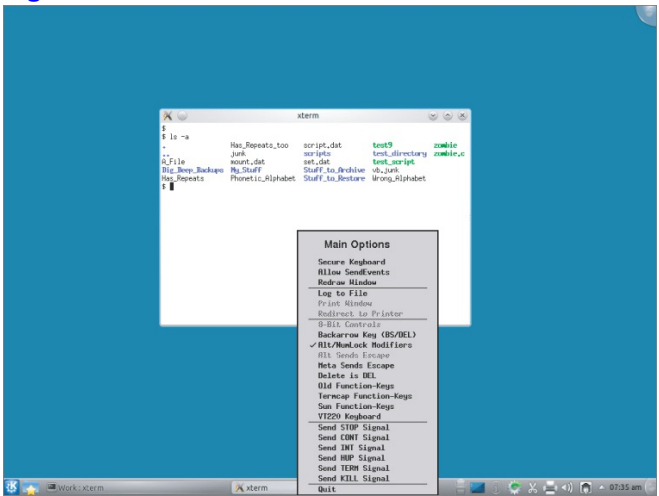 xterm
$
$ ls -a
. Has_Repeats_too script.dat test9 zombie
.. junk scripts test_directory zombie.c
A_File mount.dat set.dat test_script
Big_Deep_Backups My_Stuff Stuff_to_Archive vb.junk
Has_Repeats Phonetic_Alphabet Stuff_to_Restore Wrong_Alphabet
$
Main Options
Secure Keyboard
Allow SendEvents
Redraw Window
Log to File
Print Window
Redirect to Printer
8-Bit Controls
Backarrow Key (BS/DEL)
✓Alt/NumLock Modifiers
Alt Sends Escape
Meta Sends Escape
Delete is DEL
Old Function-Keys
Termcap Function-Keys
Sun Function-Keys
VT220 Keyboard
Send STOP Signal
Send CONT Signal
Send INT Signal
Send HUP Signal
Send TERM Signal
Send KILL Signal
Quit
Work : xterm
xterm
07:35 am